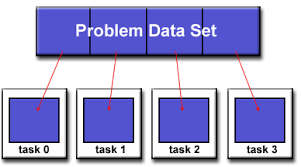 Problem Data Set
task 0
task 1
task 2
task 3